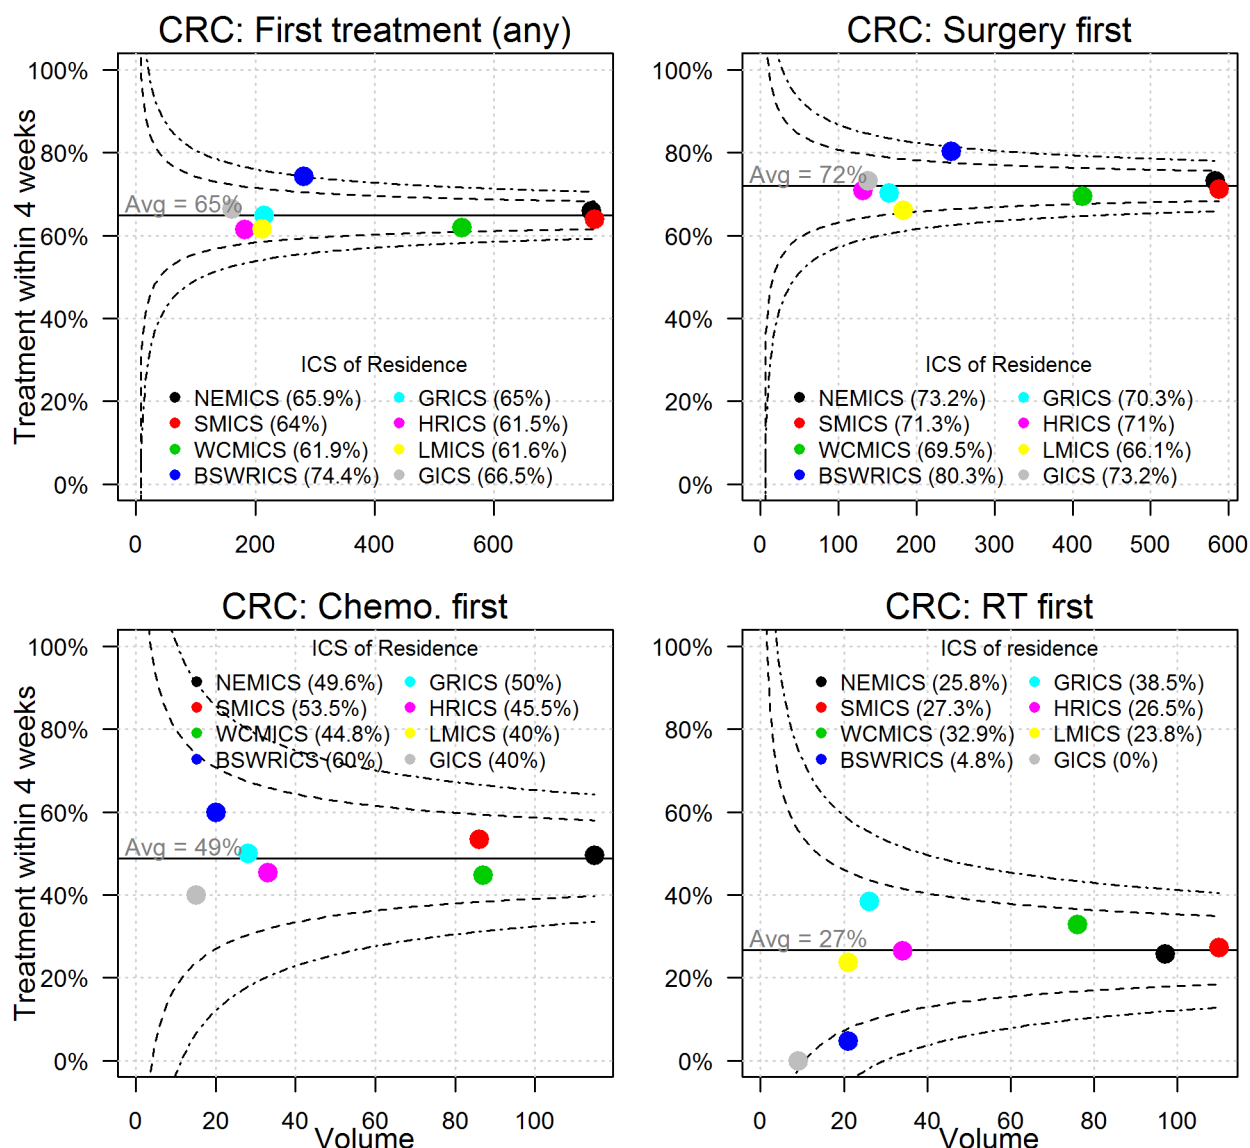 CRC: First treatment (any)
Treatment within 4 weeks
100%
80%
60%
40%
20%
0%
Avg = 65%
ICS of Residence
NEMICS (65.9%) GRICS (65%)
SMICS (64%) HRICS (61.5%)
WCMICS (61.9%) LMICS (61.6%)
BSWRICS (74.4%) GICS (66.5%)
0 200 400 600
CRC: Surgery first
100%
80%
60%
40%
20%
0%
Avg = 72%
ICS of Residence
NEMICS (73.2%) GRICS (70.3%)
SMICS (71.3%) HRICS (71%)
WCMICS (69.5%) LMICS (66.1%)
BSWRICS (80.3%) GICS (73.2%)
0 100 200 300 400 500 600
CRC: Chemo. first
Treatment within 4 weeks
100%
80%
60%
40%
20%
0%
ICS of Residence
NEMICS (49.6%) GRICS (50%)
SMICS (53.5%) HRICS (45.5%)
WCMICS (44.8%) LMICS (40%)
BSWRICS (60%) GICS (40%)
Avg = 49%
0 20 40 60 80 100
Volume
CRC: RT first
100%
80%
60%
40%
20%
0%
ICS of residence
NEMICS (25.8%) GRICS (38.5%)
SMICS (27.3%) HRICS (26.5%)
WCMICS (32.9%) LMICS (23.8%)
BSWRICS (4.8%) GICS (0%)
Avg = 27%
0 20 40 60 80 100
Volume